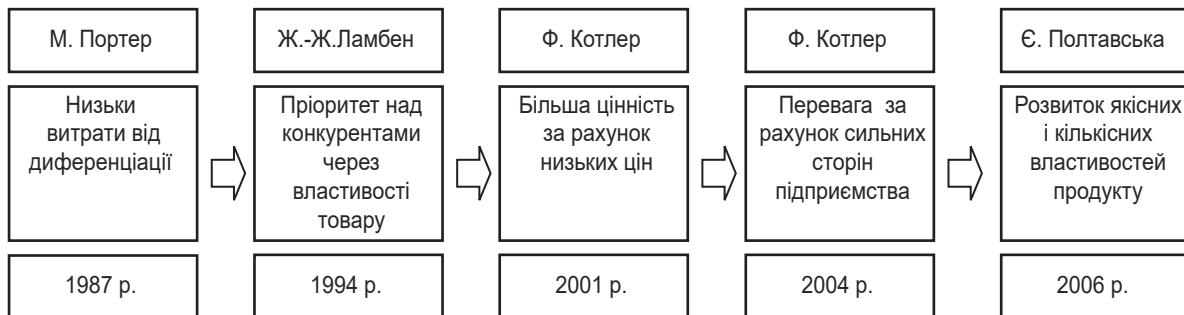 М. Портер
Ж.-Ж.Ламбен
Ф. Котлер
Ф. Котлер
Є. Полтавська
Низьки
витрати від
диференціації
Пріоритет над
конкурентами
через
властивості
товару
Більша цінність
за рахунок
низьких цін
Перевага за
рахунок сильних
сторін
підприємства
Розвиток якісних
і кількісних
властивостей
продукту
1987 р.
1994 р.
2001 р.
2004 р.
2006 р.